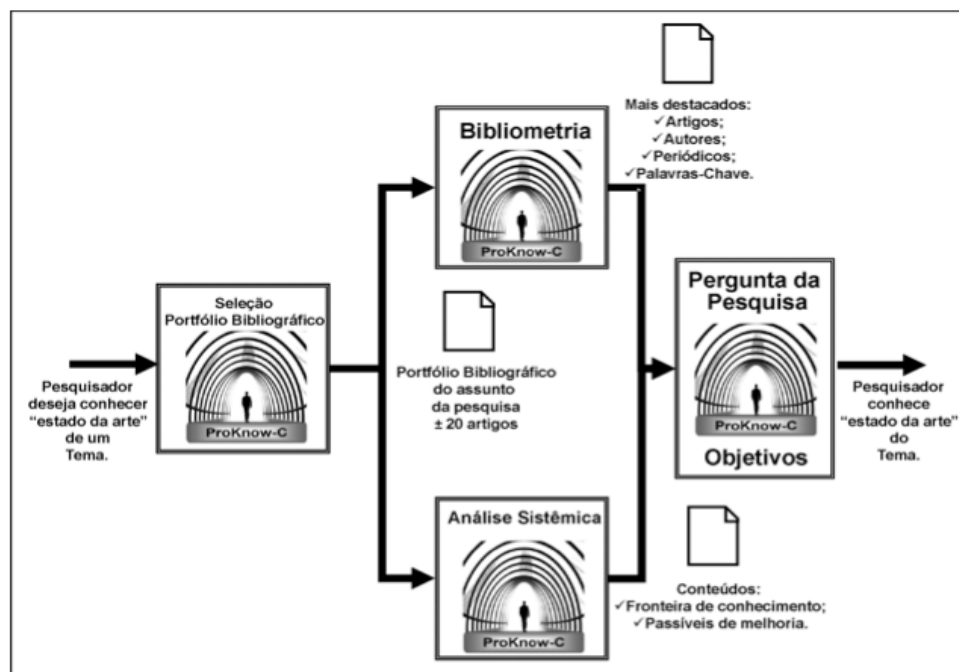 Pesquisador
deseja conhecer
“estado da arte”
de um
Tema.
Seleção
Portfólio Bibliográfico
ProKnow-C
Bibliometria
ProKnow-C
Mais destacados:
✓Artigos;
✓Autores;
✓Periódicos;
✓Palavras-Chave.
Portfólio Bibliográfico
do assunto
da pesquisa
± 20 artigos
Análise Sistêmica
ProKnow-C
Conteúdos:
✓Fronteira de conhecimento;
✓Passíveis de melhoria.
Pergunta da
Pesquisa
ProKnow-C
Objetivos
Pesquisador
conhece
“estado da arte”
do
Tema.